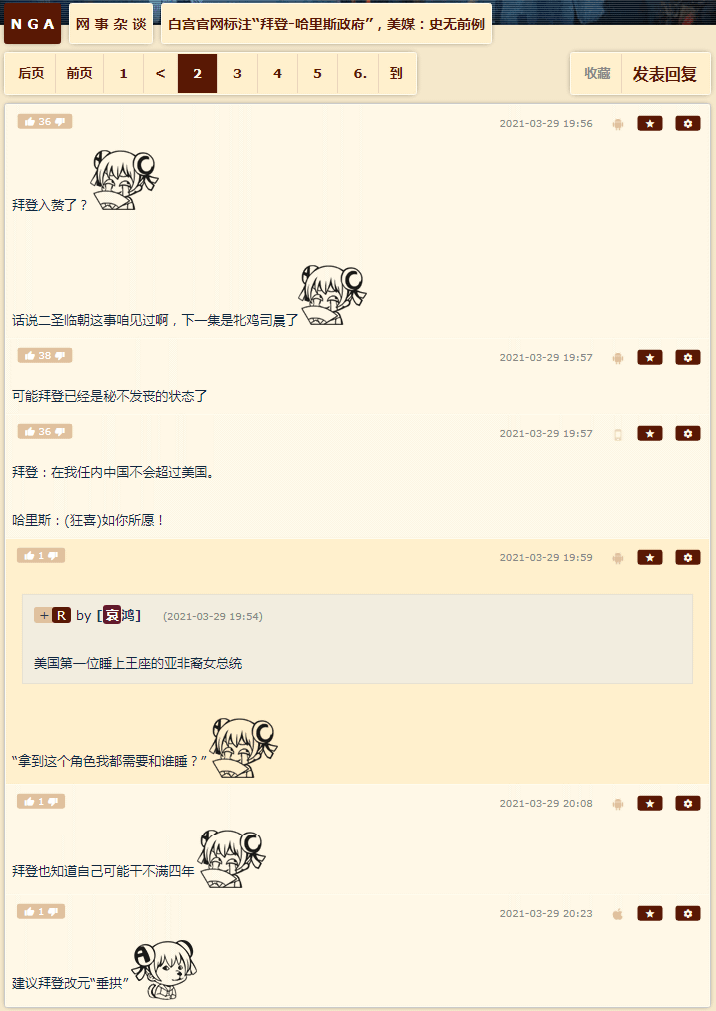 NGA 网事杂谈 白宫官网标注“拜登-哈里斯政府”，美媒：史无前例
后页 前页 1 < 2 3 4 5 6. 到 收藏 发表回复
36 2021-03-29 19:56
拜登入赘了？
话说二圣临朝这事咱见过啊，下一集是牝鸡司晨了
38 2021-03-29 19:57
可能拜登已经是秘不发丧的状态了
36 2021-03-29 19:57
拜登：在我任内中国不会超过美国。
哈里斯：(狂喜)如你所愿！
1 2021-03-29 19:59
+ R by [哀鸿] (2021-03-29 19:54)
美国第一位睡上王座的亚非裔女总统
“拿到这个角色我都需要和谁睡？”
1 2021-03-29 20:08
拜登也知道自己可能干不满四年
1 2021-03-29 20:23
建议拜登改元“垂拱”